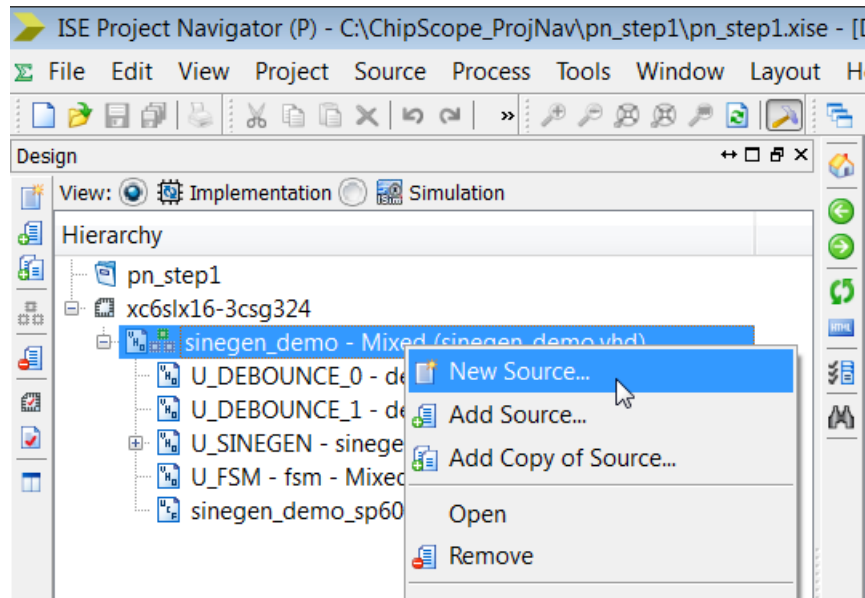 ISE Project Navigator (P) - C:\ChipScope_ProjNav\pn_step1\pn_step1.xise - [
Σ File Edit View Project Source Process Tools Window Layout H
»
Design
View: Implementation Simulation
Hierarchy
pn_step1
xc6slx16-3csg324
sinegen_demo - Mixed (sinegen_demo.vhd)
New Source...
U_DEBOUNCE_0 - de
U_DEBOUNCE_1 - de
Add Source...
U_SINEGEN - sinege
Add Copy of Source...
U_FSM - fsm - Mixed
sinegen_demo_sp60
Open
Remove
HTML